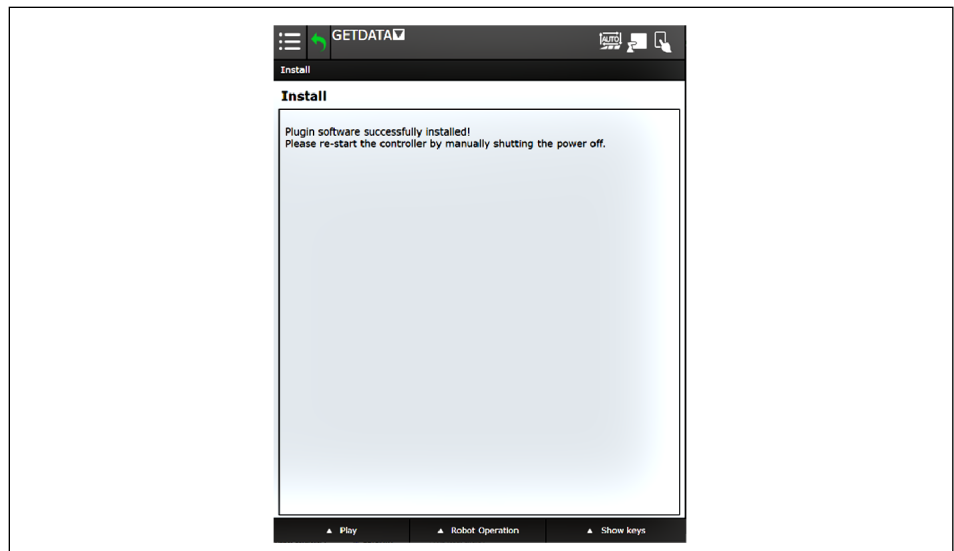 GETDATA
AUTO
Install
Install
Plugin software successfully installed!
Please re-start the controller by manually shutting the power off.
Play
Robot Operation
Show keys